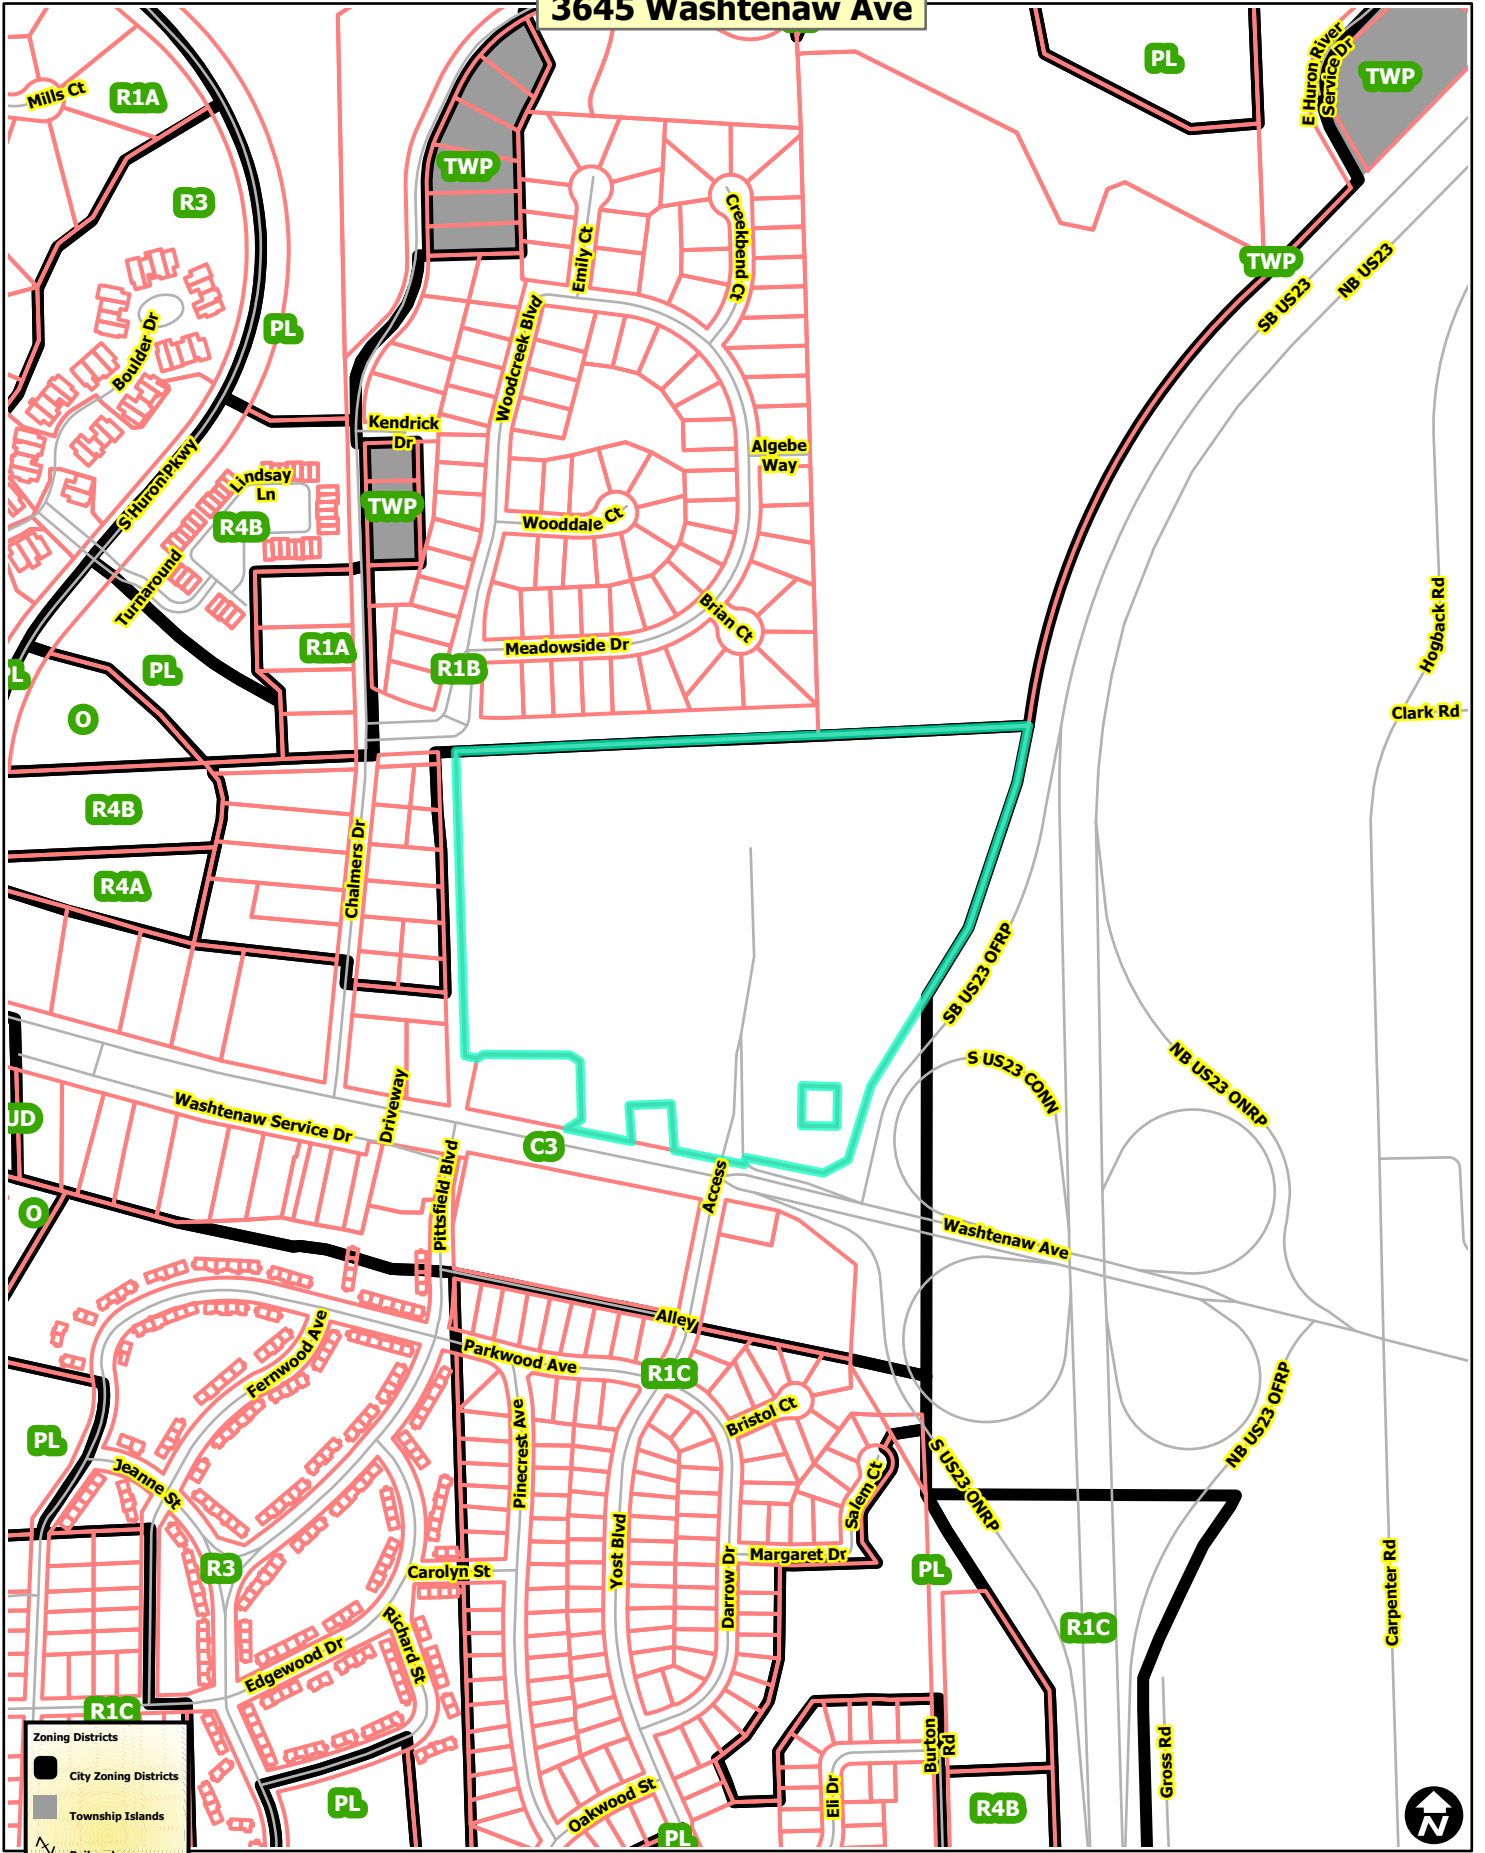 3645 Washtenaw Ave
Mills Ct
R1A
PL
E Huron River
Service Dr
TWP
TWP
R3
Emily Ct
Creekbend Ct
TWP
SB US23
NB US23
PL
Boulder Dr
Woodcreek Blvd
Kendrick
Dr
Algebe
Way
S Huron Pkwy
Lindsay
Ln
TWP
R4B
Wooddale Ct
Turnaround
Brian Ct
Hogback Rd
R1A
Meadowside Dr
R1B
PL
PL
O
Clark Rd
R4B
Chalmers Dr
R4A
SB US23 OFRP
S US23 CONN
NB US23 ONRP
Driveway
Washtenaw Service Dr
UD
C3
Pittsfield Blvd
Access
O
Washtenaw Ave
Alley
Fernwood Ave
Parkwood Ave
R1C
Bristol Ct
NB US23 OFRP
PL
Pinecrest Ave
Jeanne St
S US23 ONRP
Salem Ct
Yost Blvd
Margaret Dr
R3
Carolyn St
Darrow Dr
PL
Carpenter Rd
Richard St
R1C
Edgewood Dr
R1C
Burton
Rd
Gross Rd
Eli Dr
Oakwood St
PL
R4B
PL
Zoning Districts
City Zoning Districts
Township Islands
N